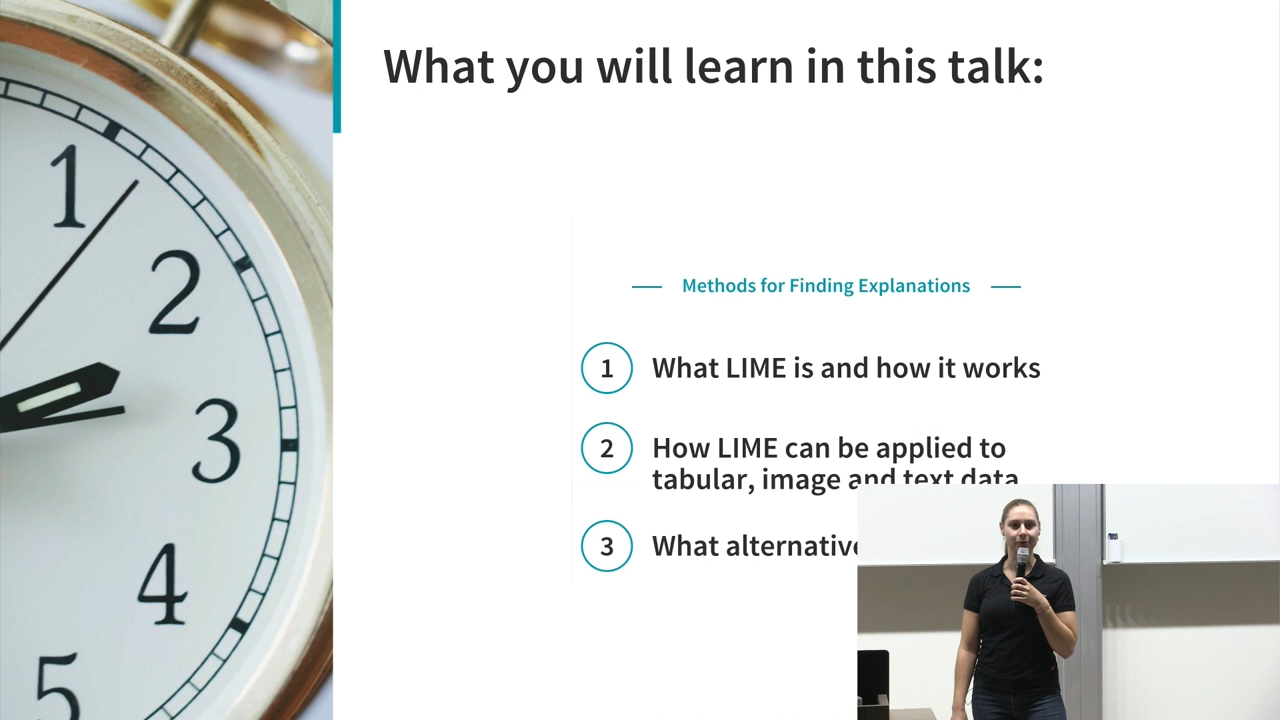 What you will learn in this talk:
Methods for Finding Explanations
1 What LIME is and how it works
2 How LIME can be applied to
tabular, image and text data
3 What
1
2
3
4
5